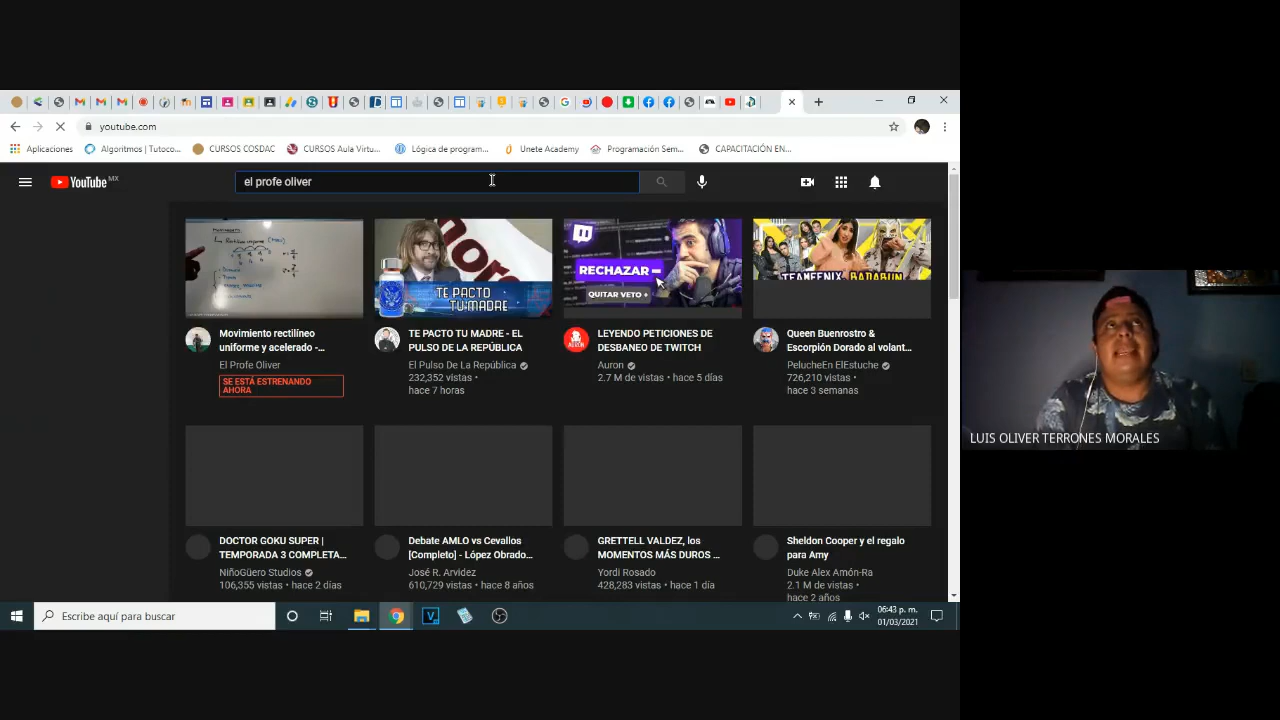 youtube.com
Aplicaciones
Algoritmos | Tutoco...
CURSOS COSDAC
CURSOS Aula Virtu...
Lógica de program...
Unete Academy
Programación Sem...
CAPACITACIÓN EN...
YouTube MX
el profe oliver
TE PACTO
TU MADRE
RECHAZAR
QUITAR VETO +
TEAMFENIX BADABUN
Movimiento rectilíneo
uniforme y acelerado -...
El Profe Oliver
SE ESTÁ ESTRENANDO
AHORA
TE PACTO TU MADRE - EL
PULSO DE LA REPÚBLICA
El Pulso De La República
232,352 vistas •
hace 7 horas
LEYENDO PETICIONES DE
DESBANEO DE TWITCH
Auron
2.7 M de vistas • hace 5 días
Queen Buenrostro &
Escorpión Dorado al volant...
PelucheEn ElEstuche
726,210 vistas •
hace 3 semanas
DOCTOR GOKU SUPER |
TEMPORADA 3 COMPLETA...
NiñoGüero Studios
106,355 vistas • hace 2 días
Debate AMLO vs Cevallos
[Completo] - López Obrado...
José R. Arvidez
610,729 vistas • hace 8 años
GRETTELL VALDEZ, los
MOMENTOS MÁS DUROS ...
Yordi Rosado
428,283 vistas • hace 1 día
Sheldon Cooper y el regalo
para Amy
Duke Alex Amón-Ra
2.1 M de vistas •
hace 2 años
LUIS OLIVER TERRONES MORALES
Escribe aquí para buscar
06:43 p. m.
01/03/2021